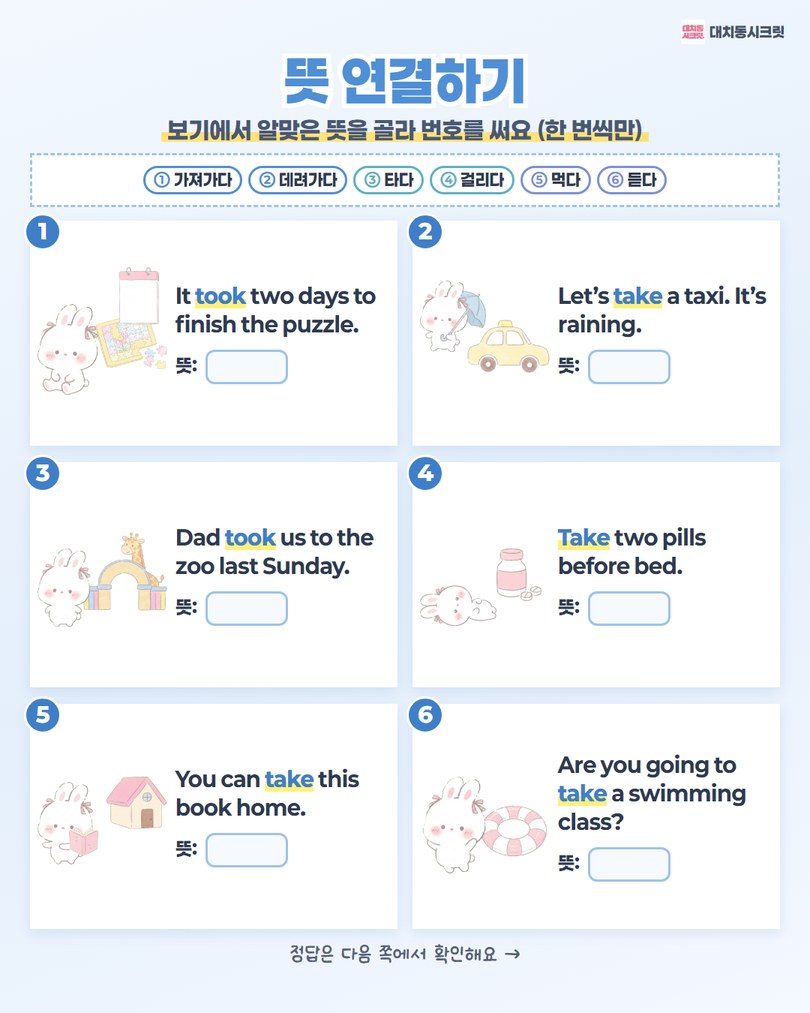 대치동
시크릿
대치동시크릿
뜻 연결하기
보기에서 알맞은 뜻을 골라 번호를 써요 (한 번씩만)
① 가져가다 ② 데려가다 ③ 타다 ④ 걸리다 ⑤ 먹다 ⑥ 듣다
1
It took two days to
finish the puzzle.
뜻:
2
Let’s take a taxi. It’s
raining.
뜻:
3
Dad took us to the
zoo last Sunday.
뜻:
4
Take two pills
before bed.
뜻:
5
You can take this
book home.
뜻:
6
Are you going to
take a swimming
class?
뜻:
정답은 다음 쪽에서 확인해요 →